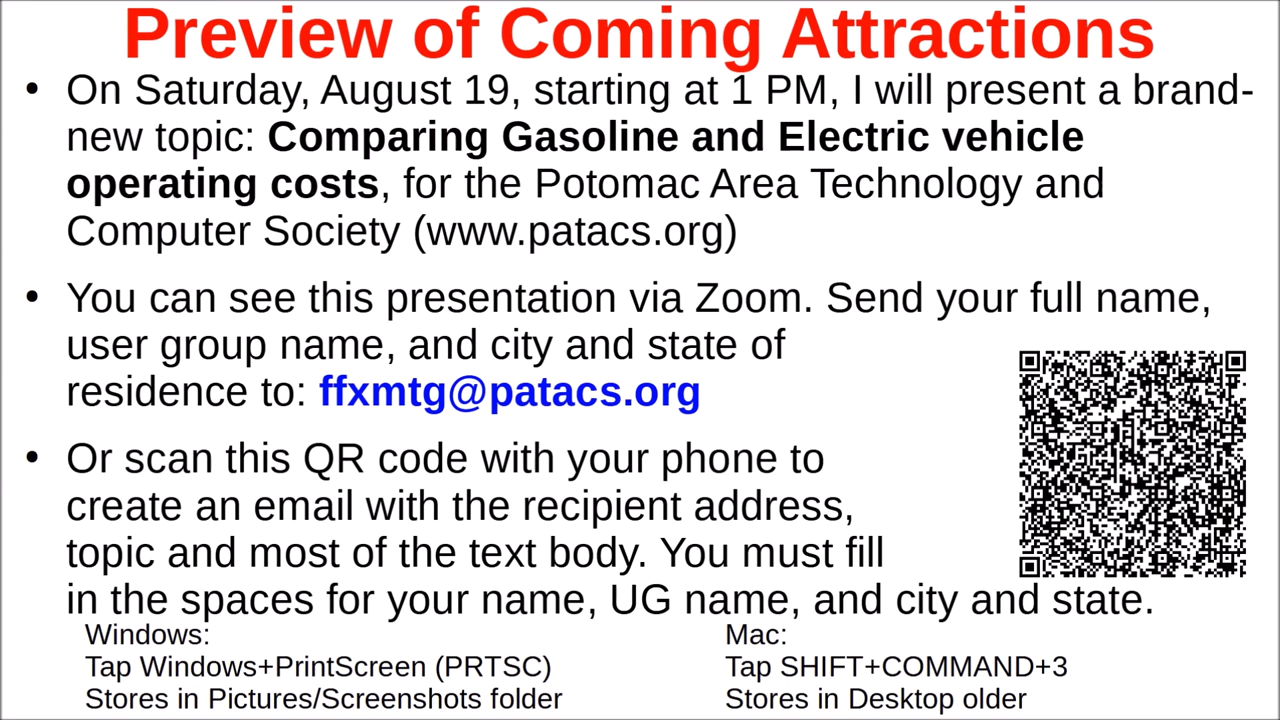 Preview of Coming Attractions
• On Saturday, August 19, starting at 1 PM, I will present a brand-
new topic: Comparing Gasoline and Electric vehicle
operating costs, for the Potomac Area Technology and
Computer Society (www.patacs.org)
• You can see this presentation via Zoom. Send your full name,
user group name, and city and state of
residence to: ffxmtg@patacs.org
• Or scan this QR code with your phone to
create an email with the recipient address,
topic and most of the text body. You must fill
in the spaces for your name, UG name, and city and state.
Windows:
Tap Windows+PrintScreen (PRTSC)
Stores in Pictures/Screenshots folder
Mac:
Tap SHIFT+COMMAND+3
Stores in Desktop older